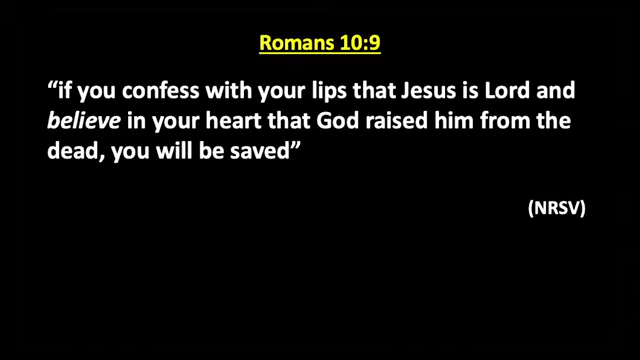 Romans 10:9
“if you confess with your lips that Jesus is Lord and
believe in your heart that God raised him from the
dead, you will be saved”
(NRSV)